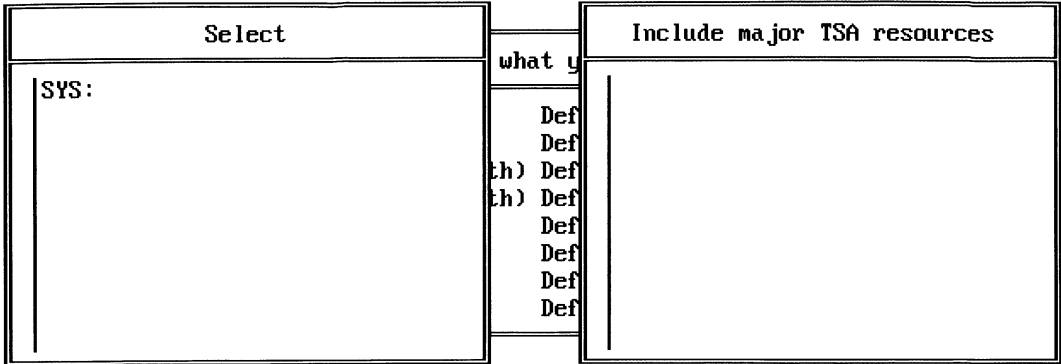 Select
SYS:
what y
Def
Def
th) Def
th) Def
Def
Def
Def
Def
Include major TSA resources